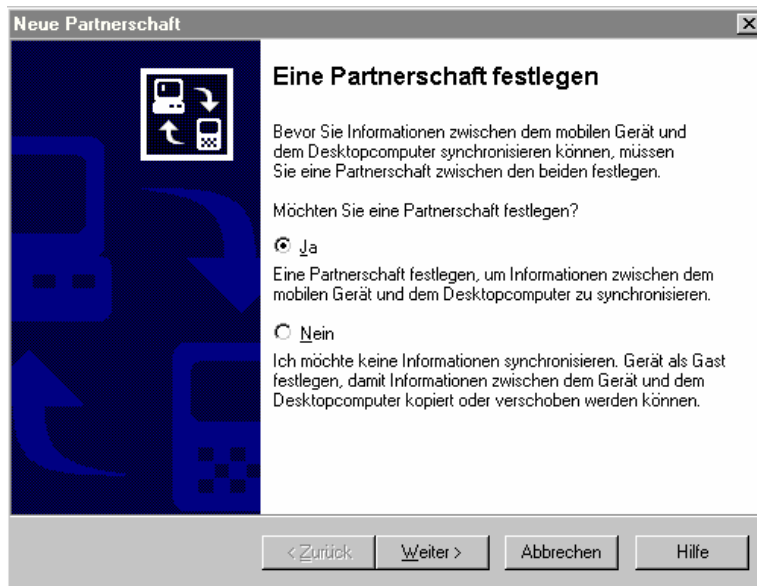 Neue Partnerschaft
Eine Partnerschaft festlegen
Bevor Sie Informationen zwischen dem mobilen Gerät und
dem Desktopcomputer synchronisieren können, müssen
Sie eine Partnerschaft zwischen den beiden festlegen.
Möchten Sie eine Partnerschaft festlegen?
Ja
Eine Partnerschaft festlegen, um Informationen zwischen dem
mobilen Gerät und dem Desktopcomputer zu synchronisieren.
Nein
Ich möchte keine Informationen synchronisieren. Gerät als Gast
festlegen, damit Informationen zwischen dem Gerät und dem
Desktopcomputer kopiert oder verschoben werden können.
< Zurück Weiter > Abbrechen Hilfe